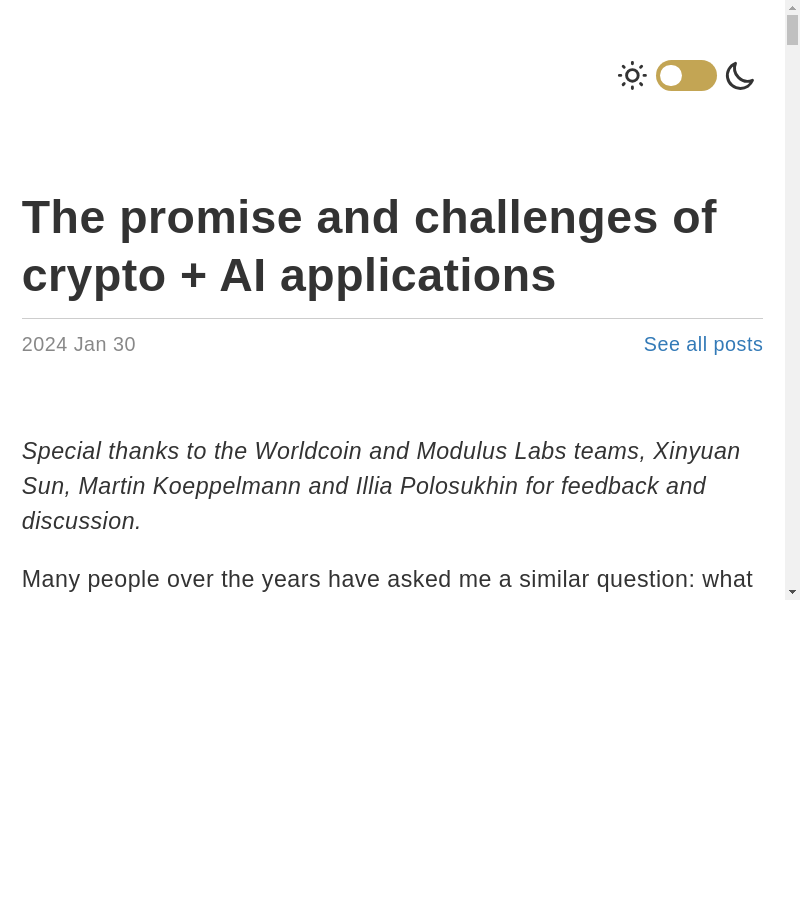 The promise and challenges of
crypto + AI applications
2024 Jan 30
See all posts
Special thanks to the Worldcoin and Modulus Labs teams, Xinyuan
Sun, Martin Koeppelmann and Illia Polosukhin for feedback and
discussion.
Many people over the years have asked me a similar question: what